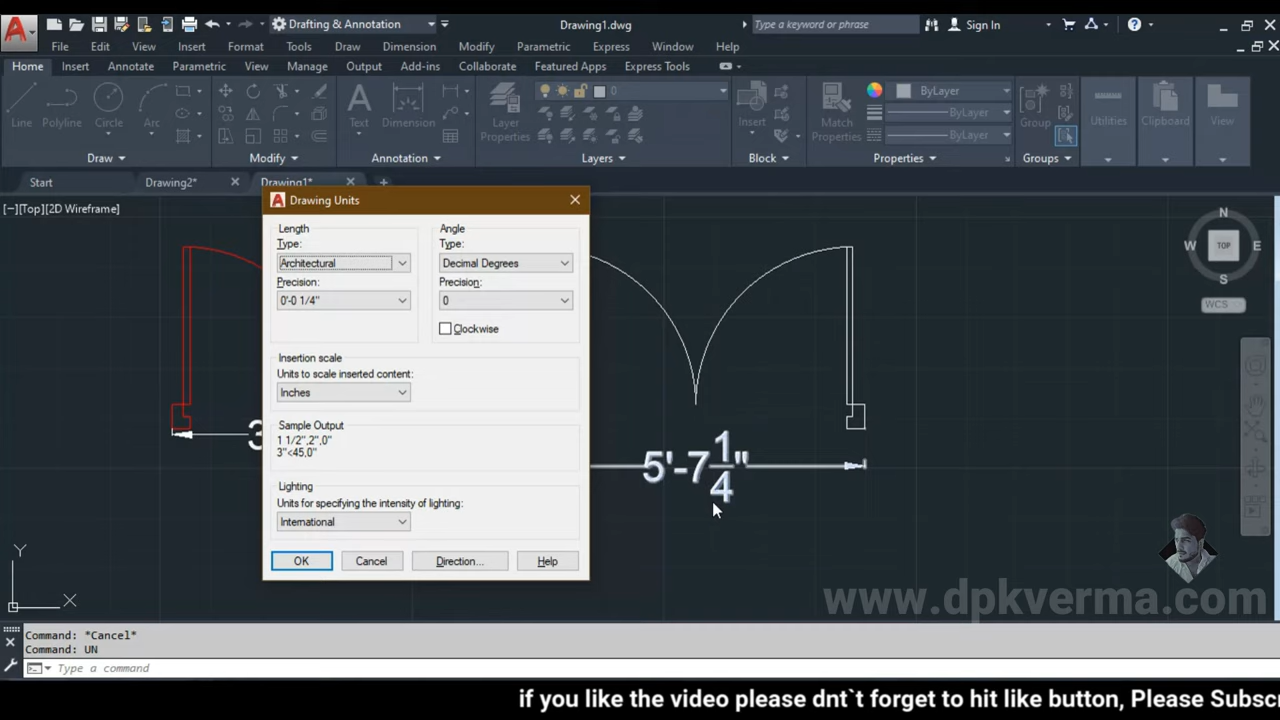 Drafting & Annotation
Drawing1.dwg
Type a keyword or phrase
Sign In
File Edit View Insert Format Tools Draw Dimension Modify Parametric Express Window Help
Home Insert Annotate Parametric View Manage Output Add-ins Collaborate Featured Apps Express Tools
Line Polyline Circle Arc Text Dimension Layer Properties Insert Match Properties Group Utilities Clipboard View
0
ByLayer
ByLayer
ByLayer
Draw Modify Annotation Layers Block Properties Groups
Start Drawing2* Drawing1*
[−][Top][2D Wireframe]
Drawing Units
Length
Type:
Architectural
Precision:
0'-0 1/4"
Angle
Type:
Decimal Degrees
Precision:
0
Clockwise
Insertion scale
Units to scale inserted content:
Inches
Sample Output
1 1/2",2",0"
3"<45,0"
Lighting
Units for specifying the intensity of lighting:
International
OK Cancel Direction... Help
N
W TOP E
S
WCS
3
5'-7 1/4"
Y
X
www.dpkverma.com
Command: *Cancel*
Command: UN
Type a command
if you like the video please dnt`t forget to hit like button, Please Subsc